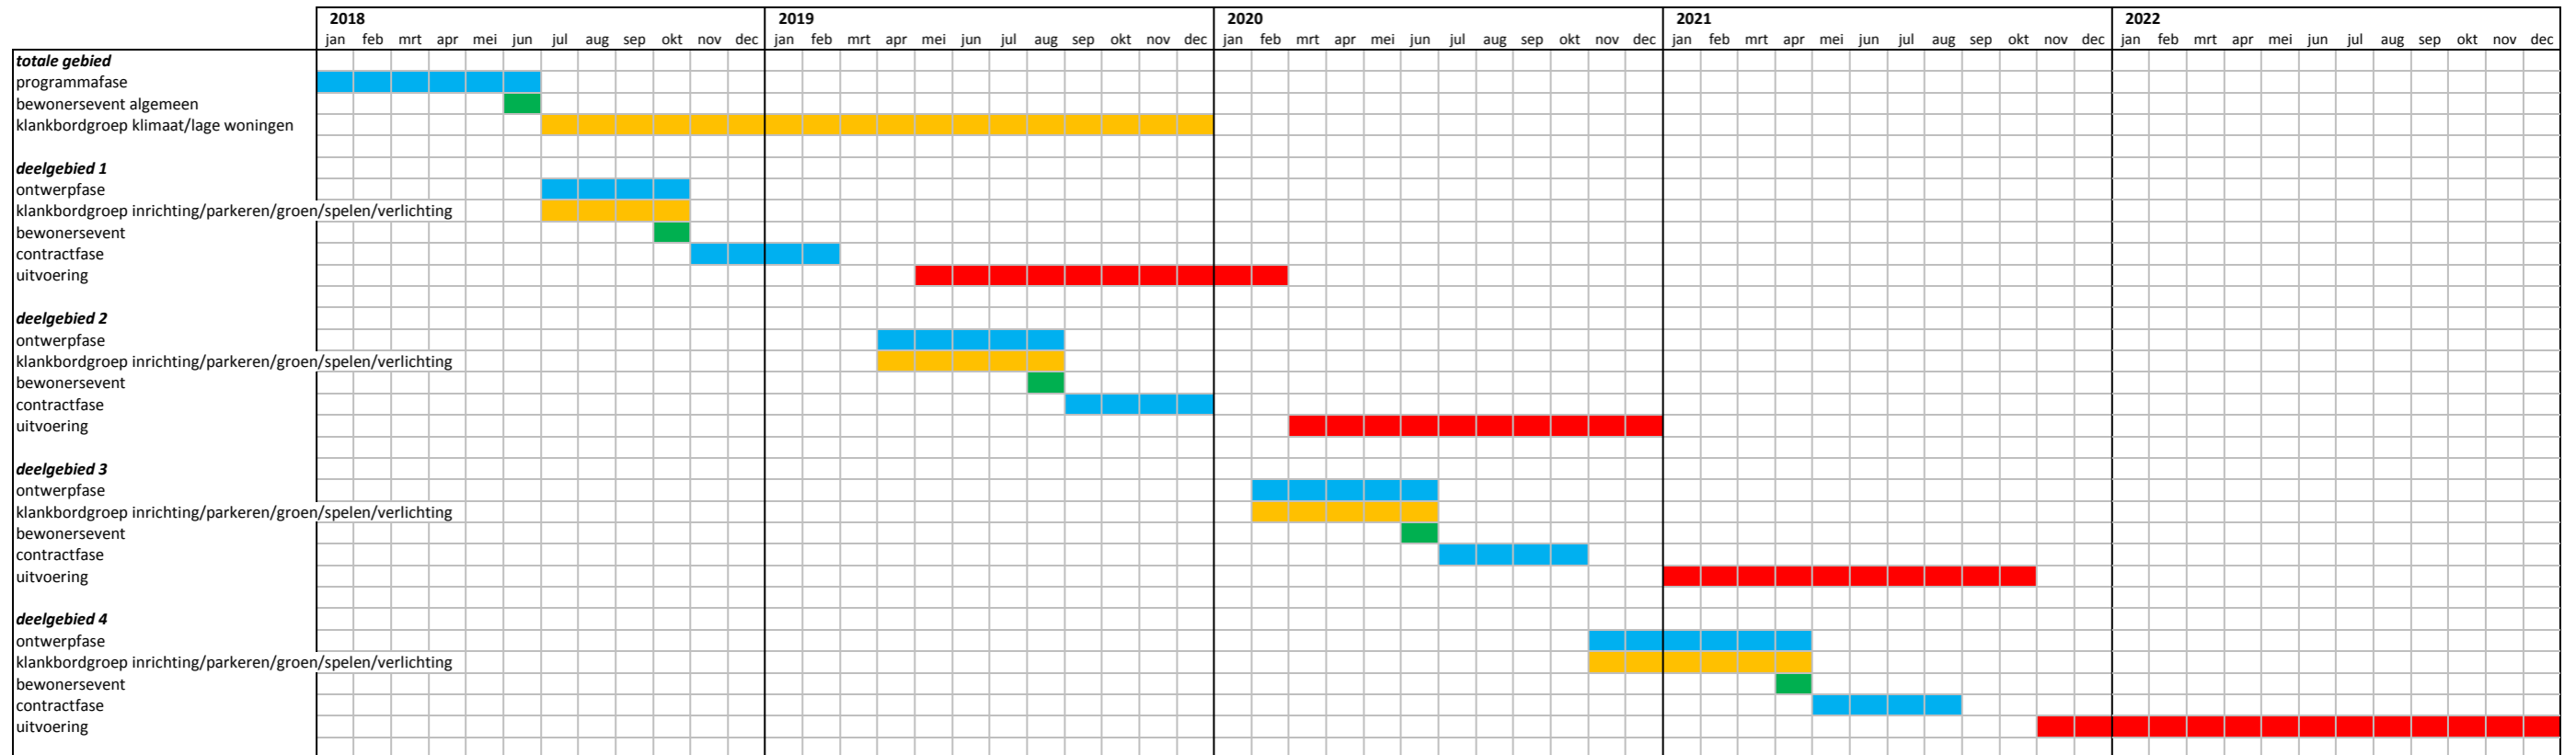 2018 2019 2020 2021 2022
jan feb mrt apr mei jun jul aug sep okt nov dec jan feb mrt apr mei jun jul aug sep okt nov dec jan feb mrt apr mei jun jul aug sep okt nov dec jan feb mrt apr mei jun jul aug sep okt nov dec jan feb mrt apr mei jun jul aug sep okt nov dec
totale gebied
programmafase
bewonersevent algemeen
klankbordgroep klimaat/lage woningen
deelgebied 1
ontwerpfase
klankbordgroep inrichting/parkeren/groen/spelen/verlichting
bewonersevent
contractfase
uitvoering
deelgebied 2
ontwerpfase
klankbordgroep inrichting/parkeren/groen/spelen/verlichting
bewonersevent
contractfase
uitvoering
deelgebied 3
ontwerpfase
klankbordgroep inrichting/parkeren/groen/spelen/verlichting
bewonersevent
contractfase
uitvoering
deelgebied 4
ontwerpfase
klankbordgroep inrichting/parkeren/groen/spelen/verlichting
bewonersevent
contractfase
uitvoering